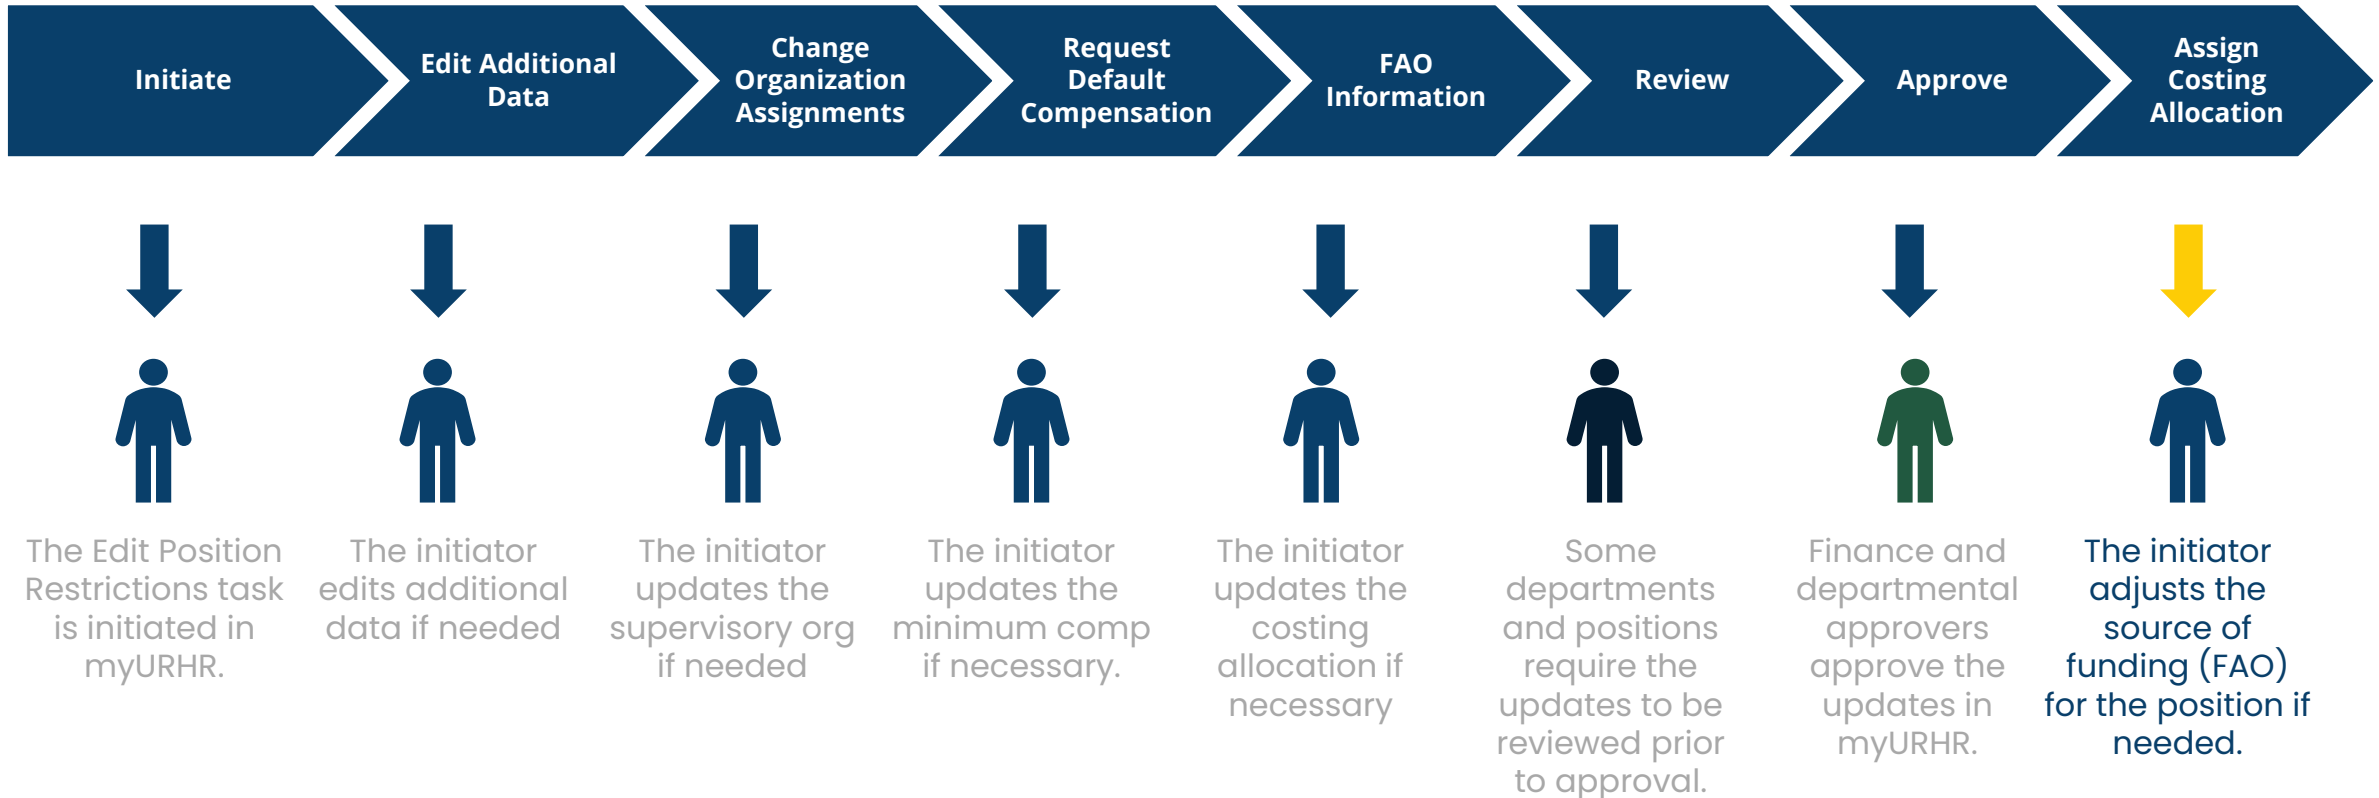 Initiate
Edit Additional
Data
Change
Organization
Assignments
Request
Default
Compensation
FAO
Information
Review
Approve
Assign
Costing
Allocation
The Edit Position
Restrictions task
is initiated in
myURHR.
The initiator
edits additional
data if needed
The initiator
updates the
supervisory org
if needed
The initiator
updates the
minimum comp
if necessary.
The initiator
updates the
costing
allocation if
necessary
Some
departments
and positions
require the
updates to be
reviewed prior
to approval.
Finance and
departmental
approvers
approve the
updates in
myURHR.
The initiator
adjusts the
source of
funding (FAO)
for the position if
needed.